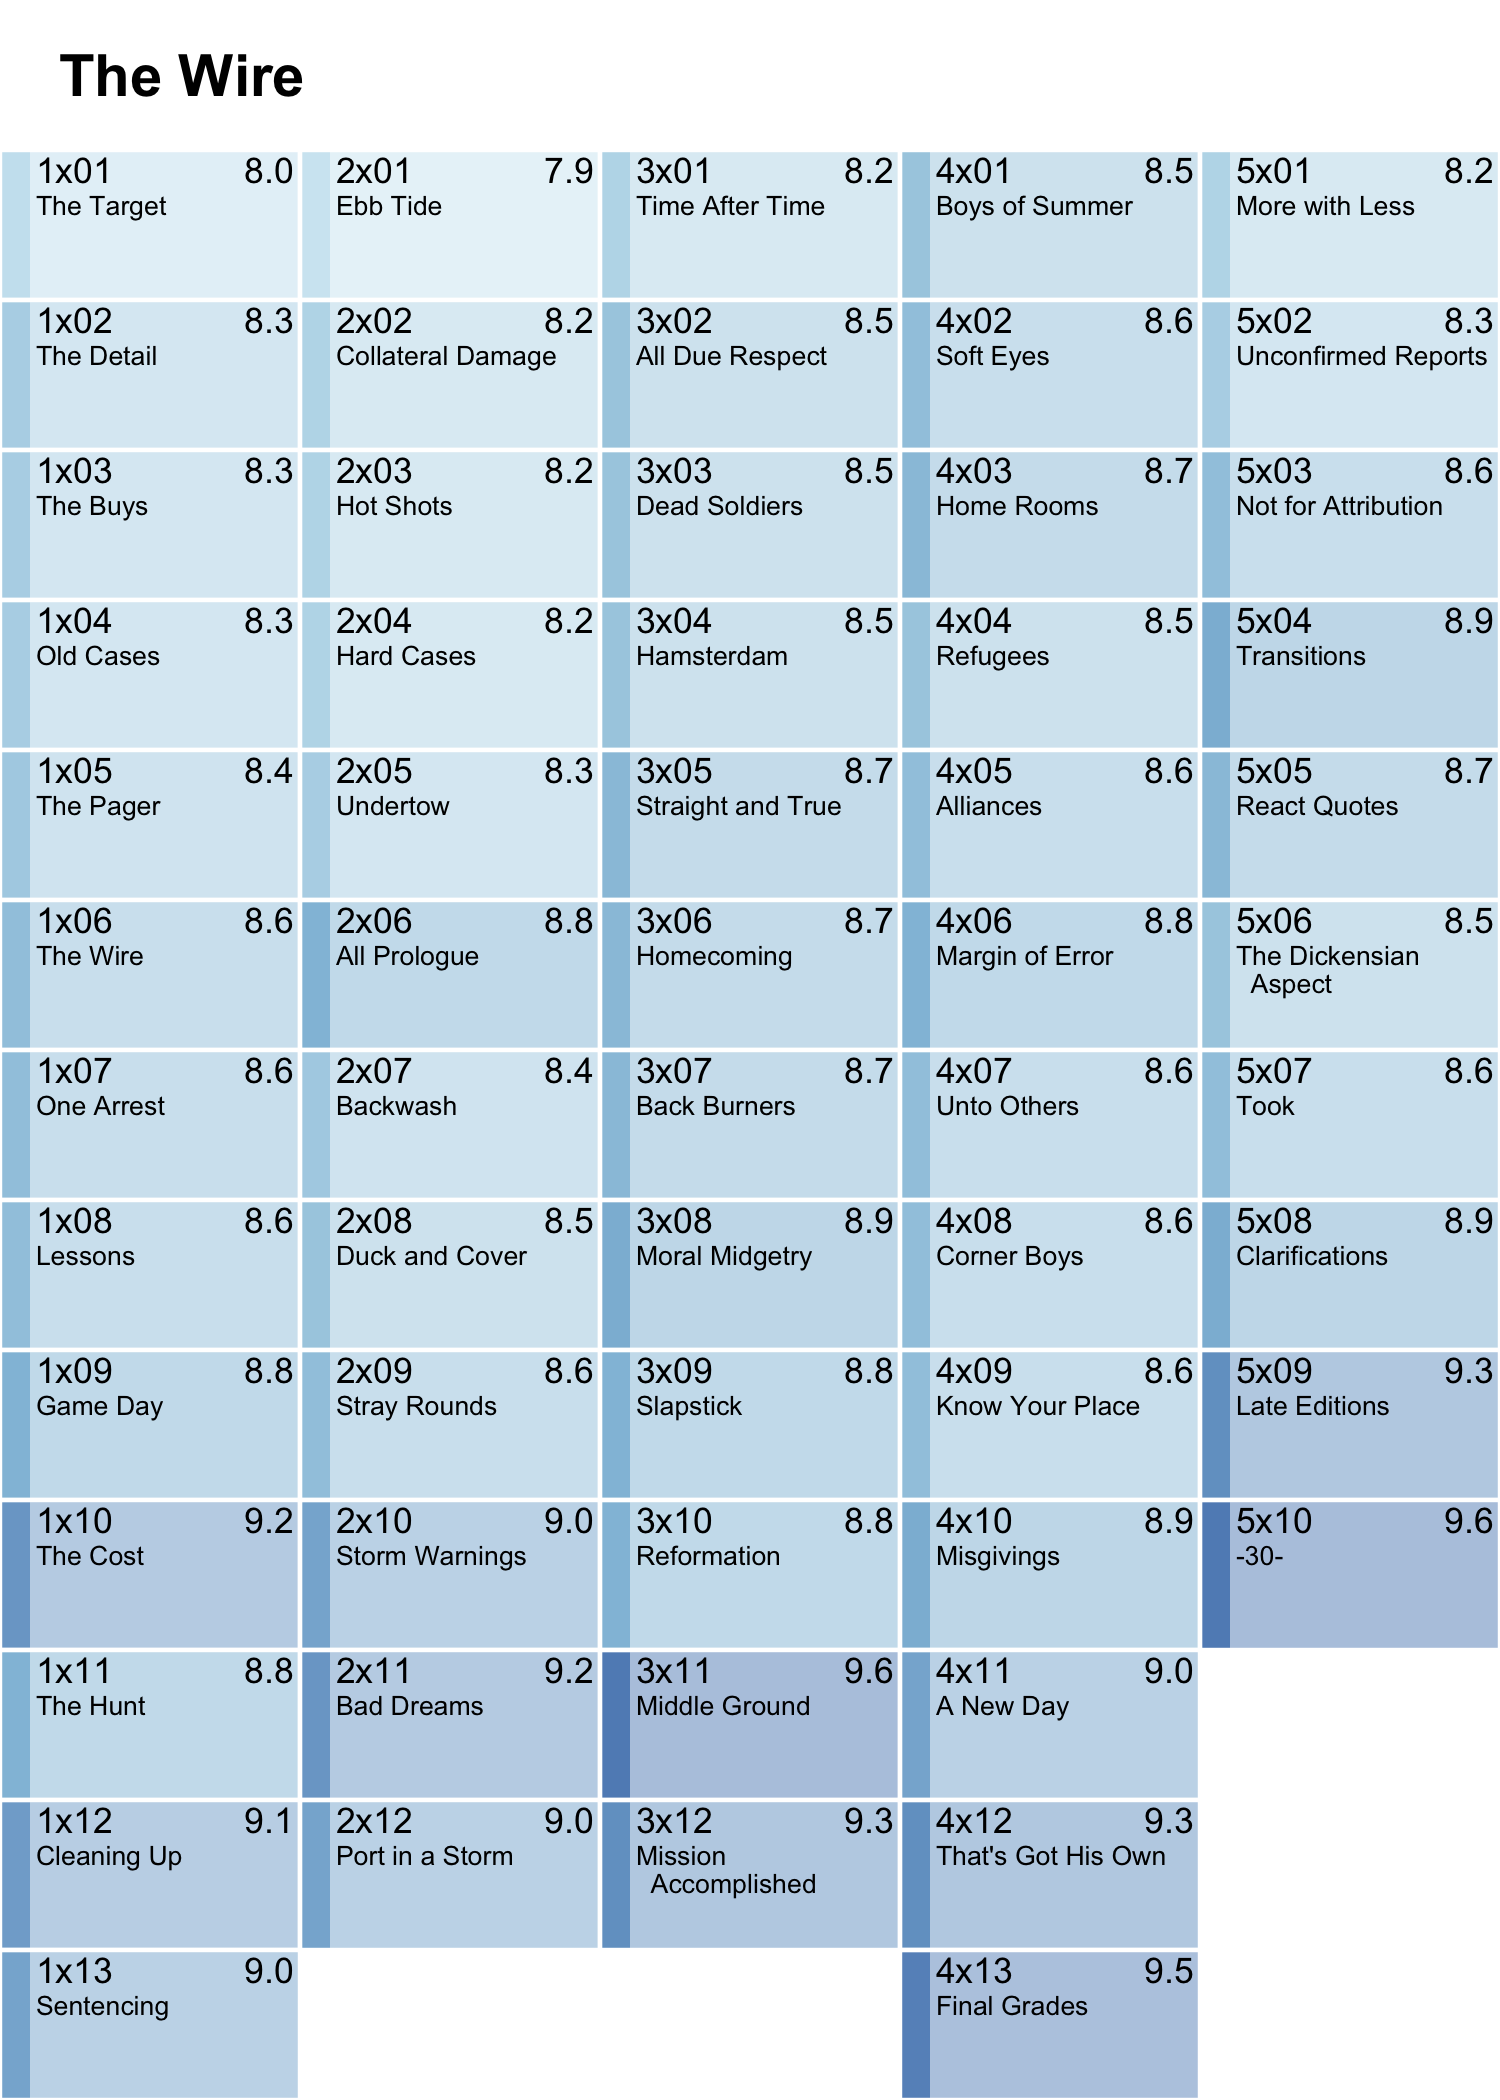 The Wire
1x01 8.0
The Target
1x02 8.3
The Detail
1x03 8.3
The Buys
1x04 8.3
Old Cases
1x05 8.4
The Pager
1x06 8.6
The Wire
1x07 8.6
One Arrest
1x08 8.6
Lessons
1x09 8.8
Game Day
1x10 9.2
The Cost
1x11 8.8
The Hunt
1x12 9.1
Cleaning Up
1x13 9.0
Sentencing
2x01 7.9
Ebb Tide
2x02 8.2
Collateral Damage
2x03 8.2
Hot Shots
2x04 8.2
Hard Cases
2x05 8.3
Undertow
2x06 8.8
All Prologue
2x07 8.4
Backwash
2x08 8.5
Duck and Cover
2x09 8.6
Stray Rounds
2x10 9.0
Storm Warnings
2x11 9.2
Bad Dreams
2x12 9.0
Port in a Storm
3x01 8.2
Time After Time
3x02 8.5
All Due Respect
3x03 8.5
Dead Soldiers
3x04 8.5
Hamsterdam
3x05 8.7
Straight and True
3x06 8.7
Homecoming
3x07 8.7
Back Burners
3x08 8.9
Moral Midgetry
3x09 8.8
Slapstick
3x10 8.8
Reformation
3x11 9.6
Middle Ground
3x12 9.3
Mission
Accomplished
4x01 8.5
Boys of Summer
4x02 8.6
Soft Eyes
4x03 8.7
Home Rooms
4x04 8.5
Refugees
4x05 8.6
Alliances
4x06 8.8
Margin of Error
4x07 8.6
Unto Others
4x08 8.6
Corner Boys
4x09 8.6
Know Your Place
4x10 8.9
Misgivings
4x11 9.0
A New Day
4x12 9.3
That's Got His Own
4x13 9.5
Final Grades
5x01 8.2
More with Less
5x02 8.3
Unconfirmed Reports
5x03 8.6
Not for Attribution
5x04 8.9
Transitions
5x05 8.7
React Quotes
5x06 8.5
The Dickensian
Aspect
5x07 8.6
Took
5x08 8.9
Clarifications
5x09 9.3
Late Editions
5x10 9.6
-30-